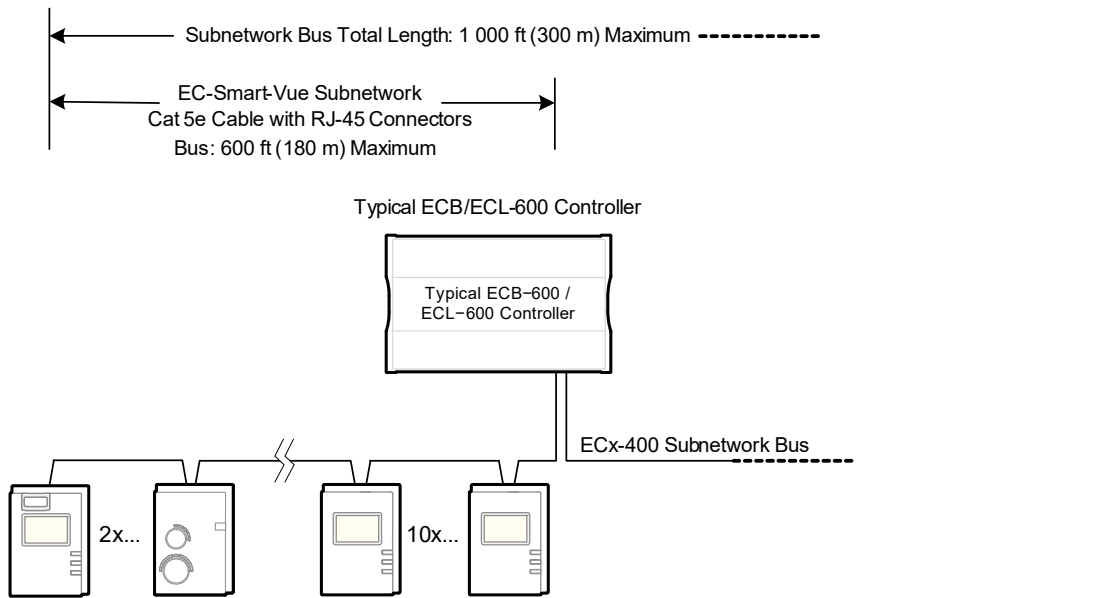 Subnetwork Bus Total Length: 1 000 ft (300 m) Maximum
EC-Smart-Vue Subnetwork
Cat 5e Cable with RJ-45 Connectors
Bus: 600 ft (180 m) Maximum
Typical ECB/ECL-600 Controller
Typical ECB-600 /
ECL-600 Controller
ECx-400 Subnetwork Bus
2x...
10x...